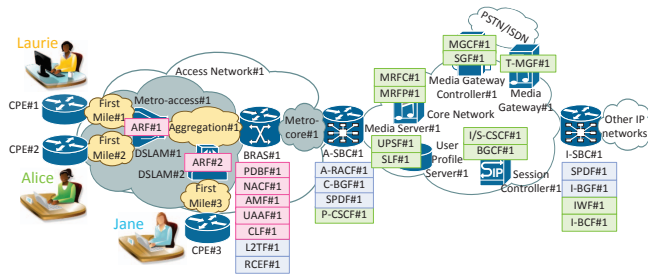 Laurie
PSTN/ISDN
MGCF#1
SGF#1
T-MGF#1
Access Network#1
MRFC#1
MRFP#1
Media Gateway
Controller#1
Media
Gateway#1
CPE#1
First
Mile#1
Metro-access#1
ARF#1
Aggregation#1
Metro-
core#1
Media Server#1
Core Network
I/S-CSCF#1
BGCF#1
Other IP
networks
CPE#2
First
Mile#2
DSLAM#1
ARF#2
DSLAM#2
BRAS#1
A-SBC#1
UPSF#1
SLF#1
User
Profile
Server#1
SIP
Session
Controller#1
I-SBC#1
Alice
First
Mile#3
Jane
CPE#3
PDBF#1
NACF#1
AMF#1
UAAF#1
CLF#1
L2TF#1
RCEF#1
A-RACF#1
C-BGF#1
SPDF#1
P-CSCF#1
SPDF#1
I-BGF#1
IWF#1
I-BCF#1